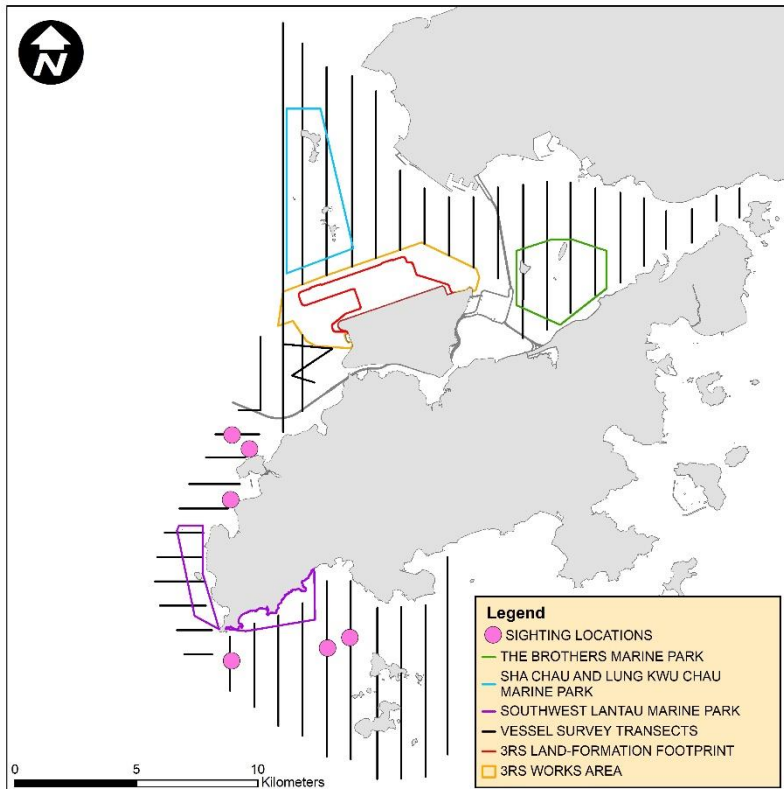 N
Legend
SIGHTING LOCATIONS
THE BROTHERS MARINE PARK
SHA CHAU AND LUNG KWU CHAU
MARINE PARK
SOUTHWEST LANTAU MARINE PARK
VESSEL SURVEY TRANSECTS
3RS LAND-FORMATION FOOTPRINT
3RS WORKS AREA
0 5 10
Kilometers